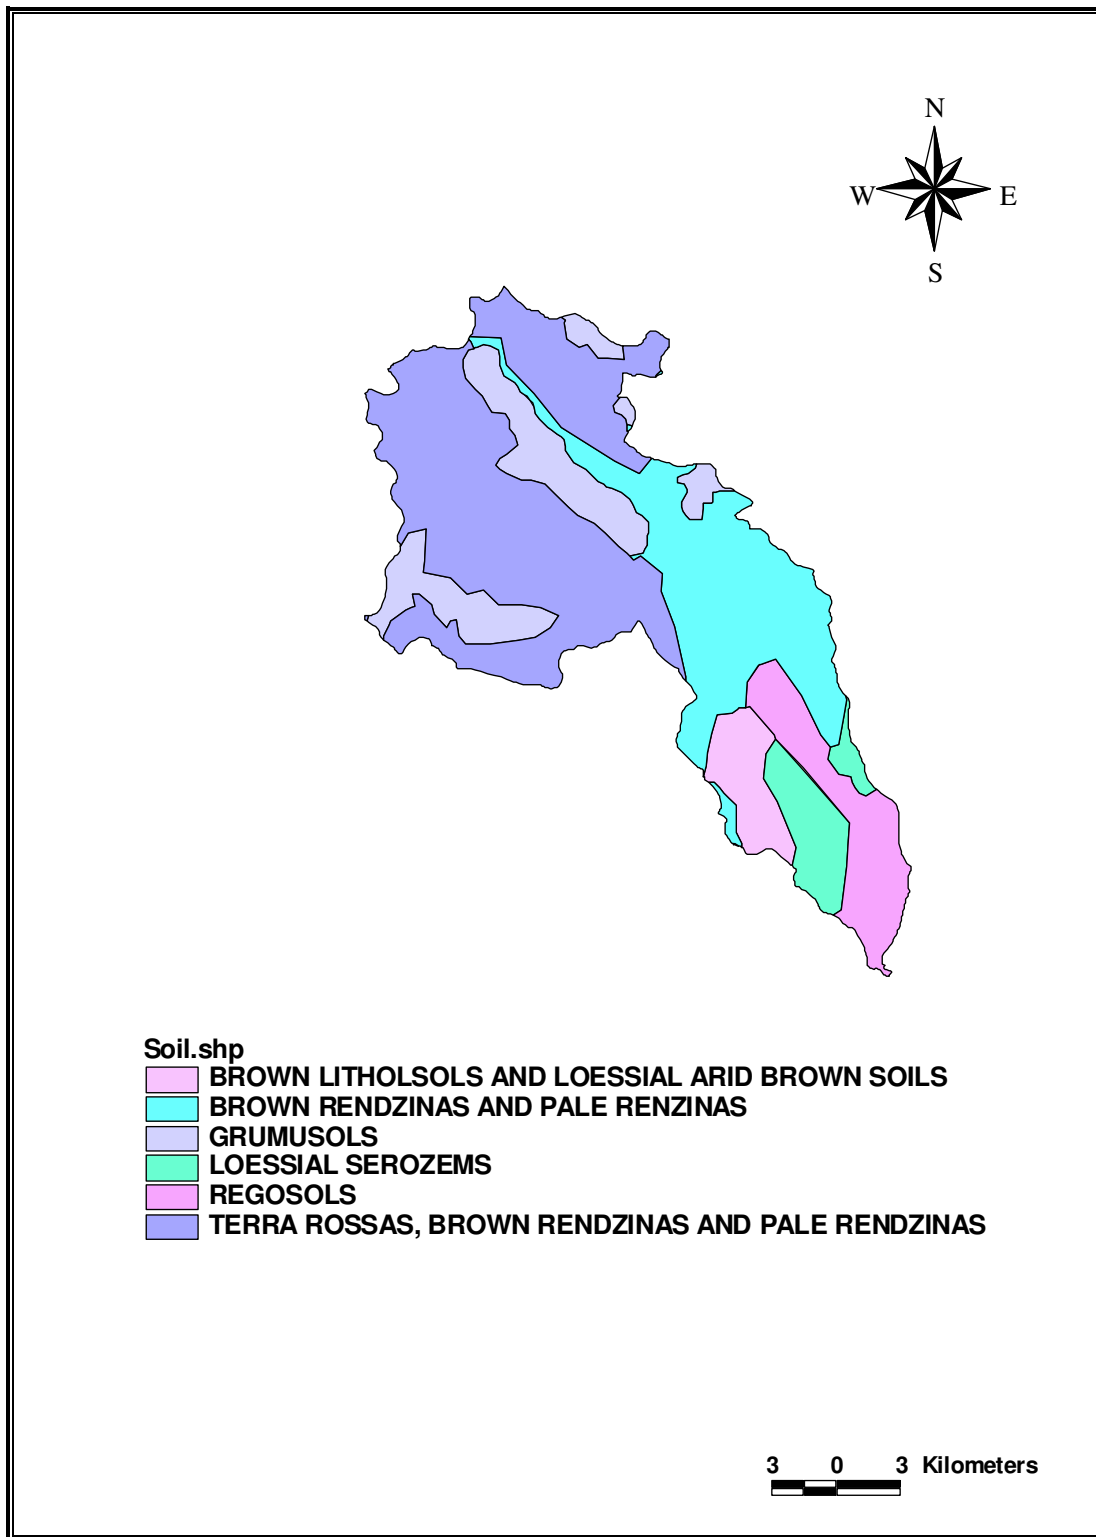 N
W E
S
Soil.shp
BROWN LITHOLSOLS AND LOESSIAL ARID BROWN SOILS
BROWN RENDZINAS AND PALE RENZINAS
GRUMUSOLS
LOESSIAL SEROZEMS
REGOSOLS
TERRA ROSSAS, BROWN RENDZINAS AND PALE RENDZINAS
3 0 3 Kilometers